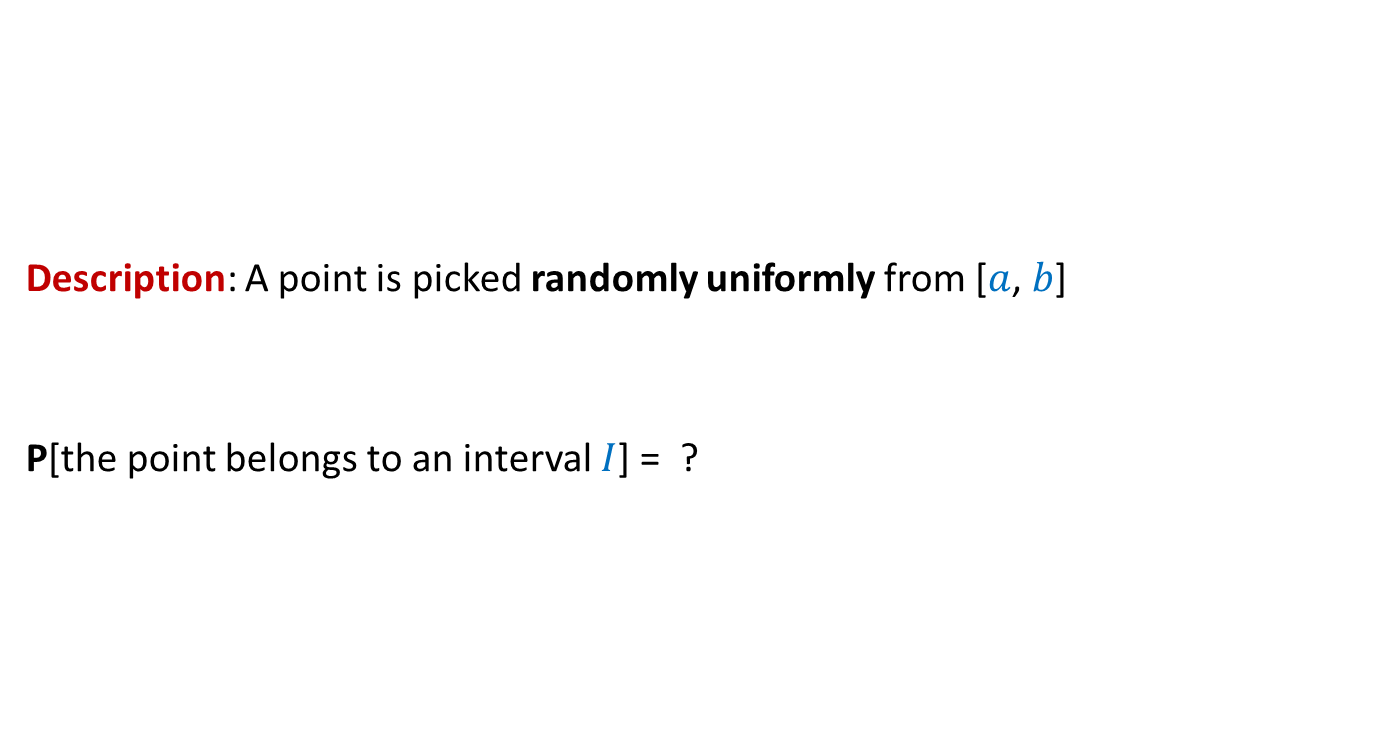 Description: A point is picked randomly uniformly from [a, b]
P[the point belongs to an interval I] = ?